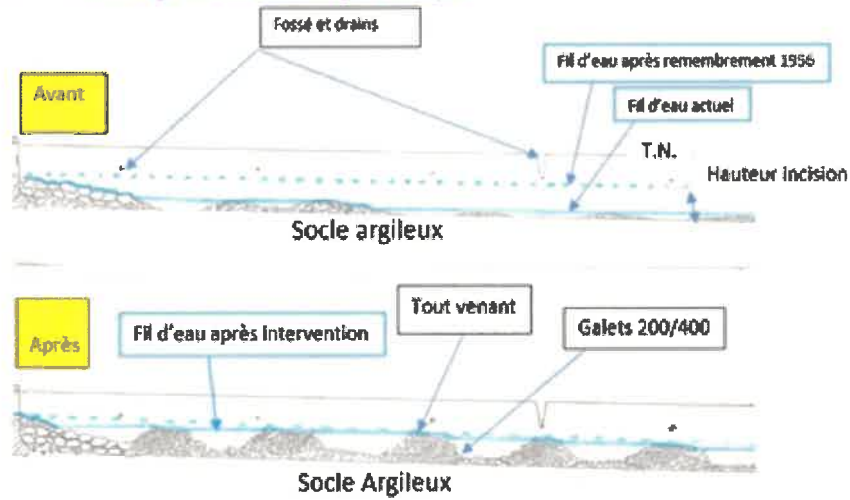 Fossé et drains
Avant
Fil d'eau après remembrement 1956
Fil d'eau actuel
T.N.
Hauteur incision
Socle argileux
Après
Fil d'eau après intervention
Tout venant
Galets 200/400
Socle Argileux